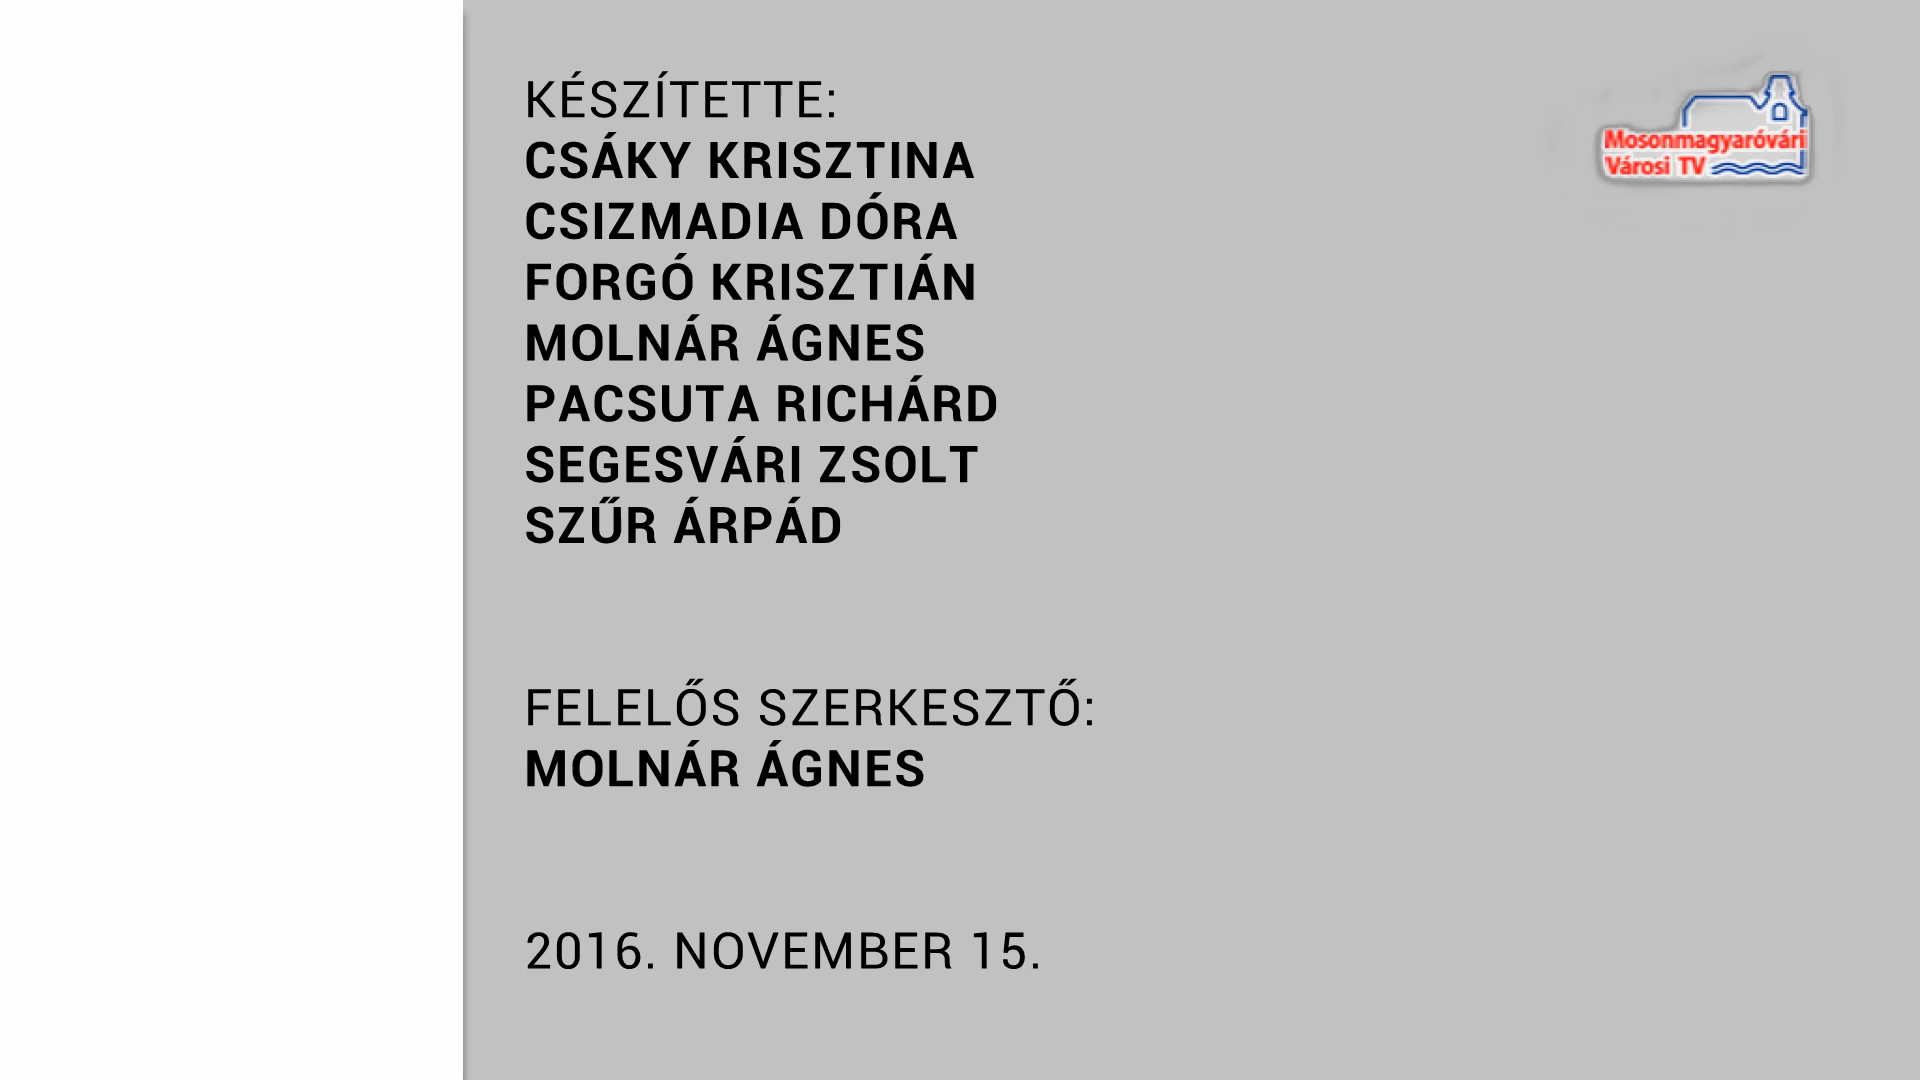 KÉSZÍTETTE:
CSÁKY KRISZTINA
CSIZMADIA DÓRA
FORGÓ KRISZTIÁN
MOLNÁR ÁGNES
PACSUTA RICHÁRD
SEGESVÁRI ZSOLT
SZŰR ÁRPÁD
FELELŐS SZERKESZTŐ:
MOLNÁR ÁGNES
2016. NOVEMBER 15.
Mosonmagyaróvári
Városi TV